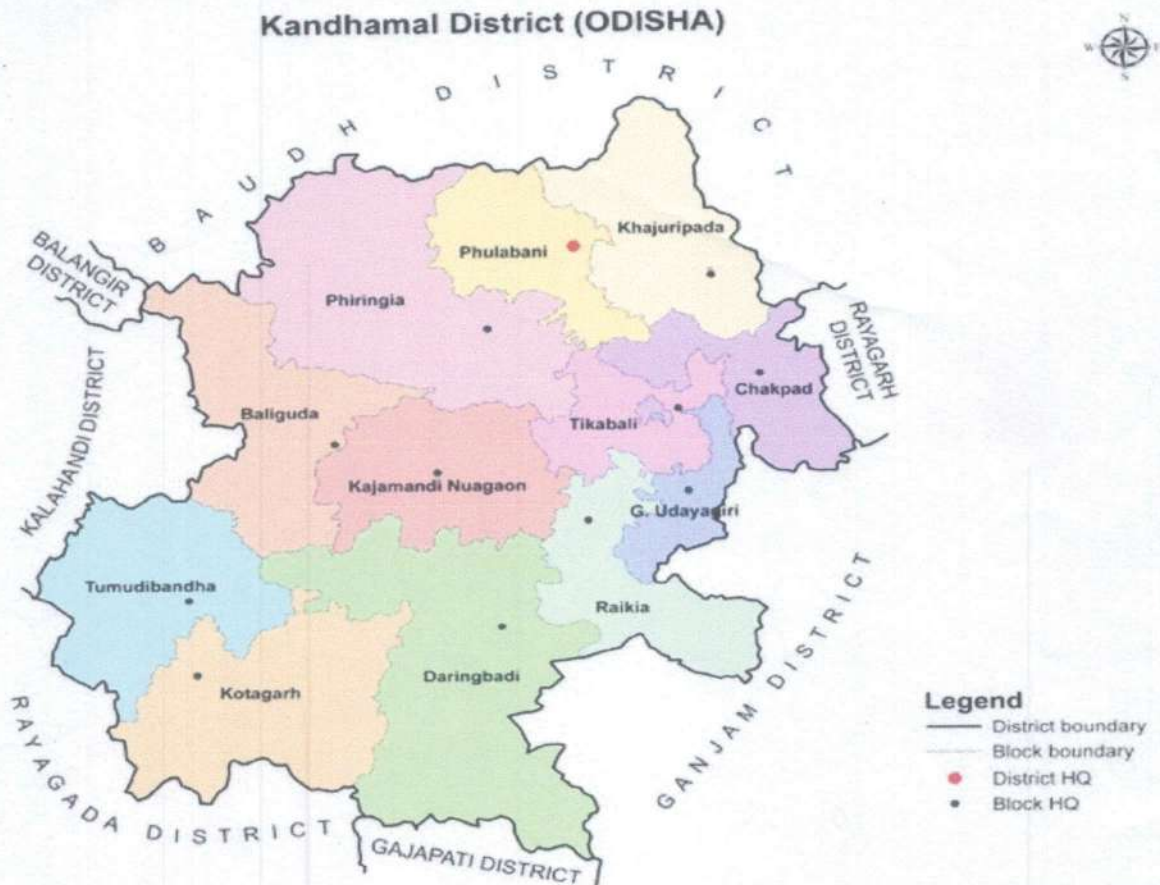 Kandhamal District (ODISHA)
N
W
E
S
BAUDH DISTRICT
BALANGIR
DISTRICT
KALAHANDI DISTRICT
RAYAGARH
DISTRICT
Khajuripada
Phulabani
Phiringia
Chakpad
Baliguda
Tikabali
Kajamandi Nuagaon
G. Udayagiri
Tumudibandha
Raikia
Daringbadi
Kotagarh
RAYAGADA DISTRICT
GAJAPATI DISTRICT
GANJAM DISTRICT
Legend
District boundary
Block boundary
District HQ
Block HQ